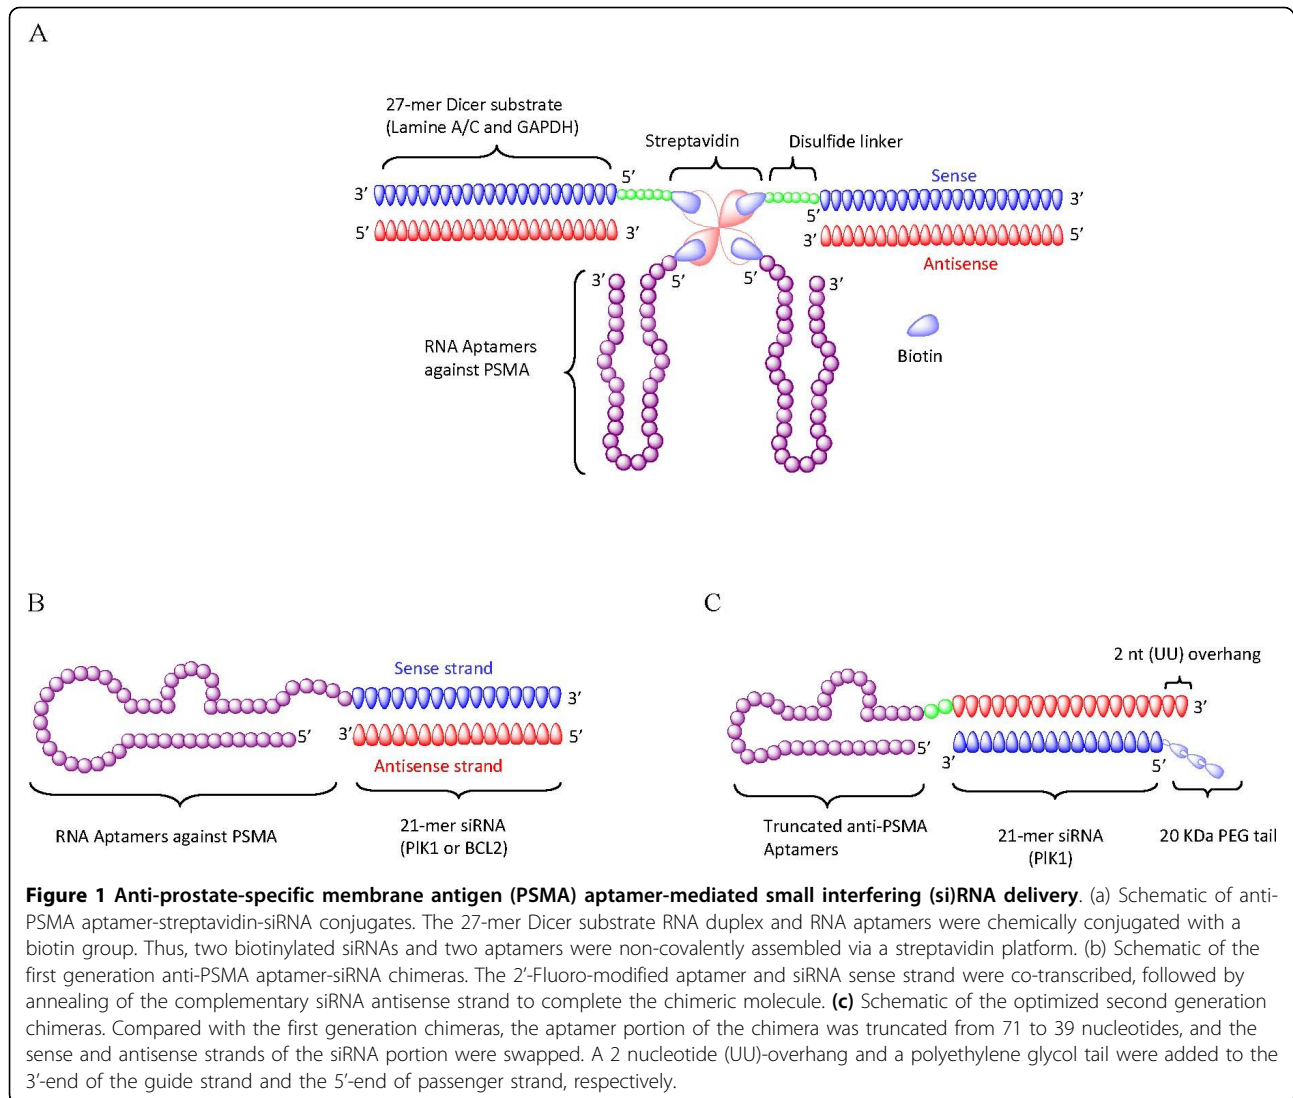 A
27-mer Dicer substrate
(Lamine A/C and GAPDH)
Streptavidin
Disulfide linker
5’
Sense
3’
3’
5’
5’
3’
3’
5’
Antisense
3’
5’
5’
3’
RNA Aptamers
against PSMA
Biotin
B
Sense strand
3’
5’
3’
5’
Antisense strand
RNA Aptamers against PSMA
21-mer siRNA
(PlK1 or BCL2)
C
2 nt (UU) overhang
3’
5’
3’
5’
Truncated anti-PSMA
Aptamers
21-mer siRNA
(PlK1)
20 KDa PEG tail
Figure 1 Anti-prostate-specific membrane antigen (PSMA) aptamer-mediated small interfering (si)RNA delivery. (a) Schematic of anti-
PSMA aptamer-streptavidin-siRNA conjugates. The 27-mer Dicer substrate RNA duplex and RNA aptamers were chemically conjugated with a
biotin group. Thus, two biotinylated siRNAs and two aptamers were non-covalently assembled via a streptavidin platform. (b) Schematic of the
first generation anti-PSMA aptamer-siRNA chimeras. The 2’-Fluoro-modified aptamer and siRNA sense strand were co-transcribed, followed by
annealing of the complementary siRNA antisense strand to complete the chimeric molecule. (c) Schematic of the optimized second generation
chimeras. Compared with the first generation chimeras, the aptamer portion of the chimera was truncated from 71 to 39 nucleotides, and the
sense and antisense strands of the siRNA portion were swapped. A 2 nucleotide (UU)-overhang and a polyethylene glycol tail were added to the
3’-end of the guide strand and the 5’-end of passenger strand, respectively.